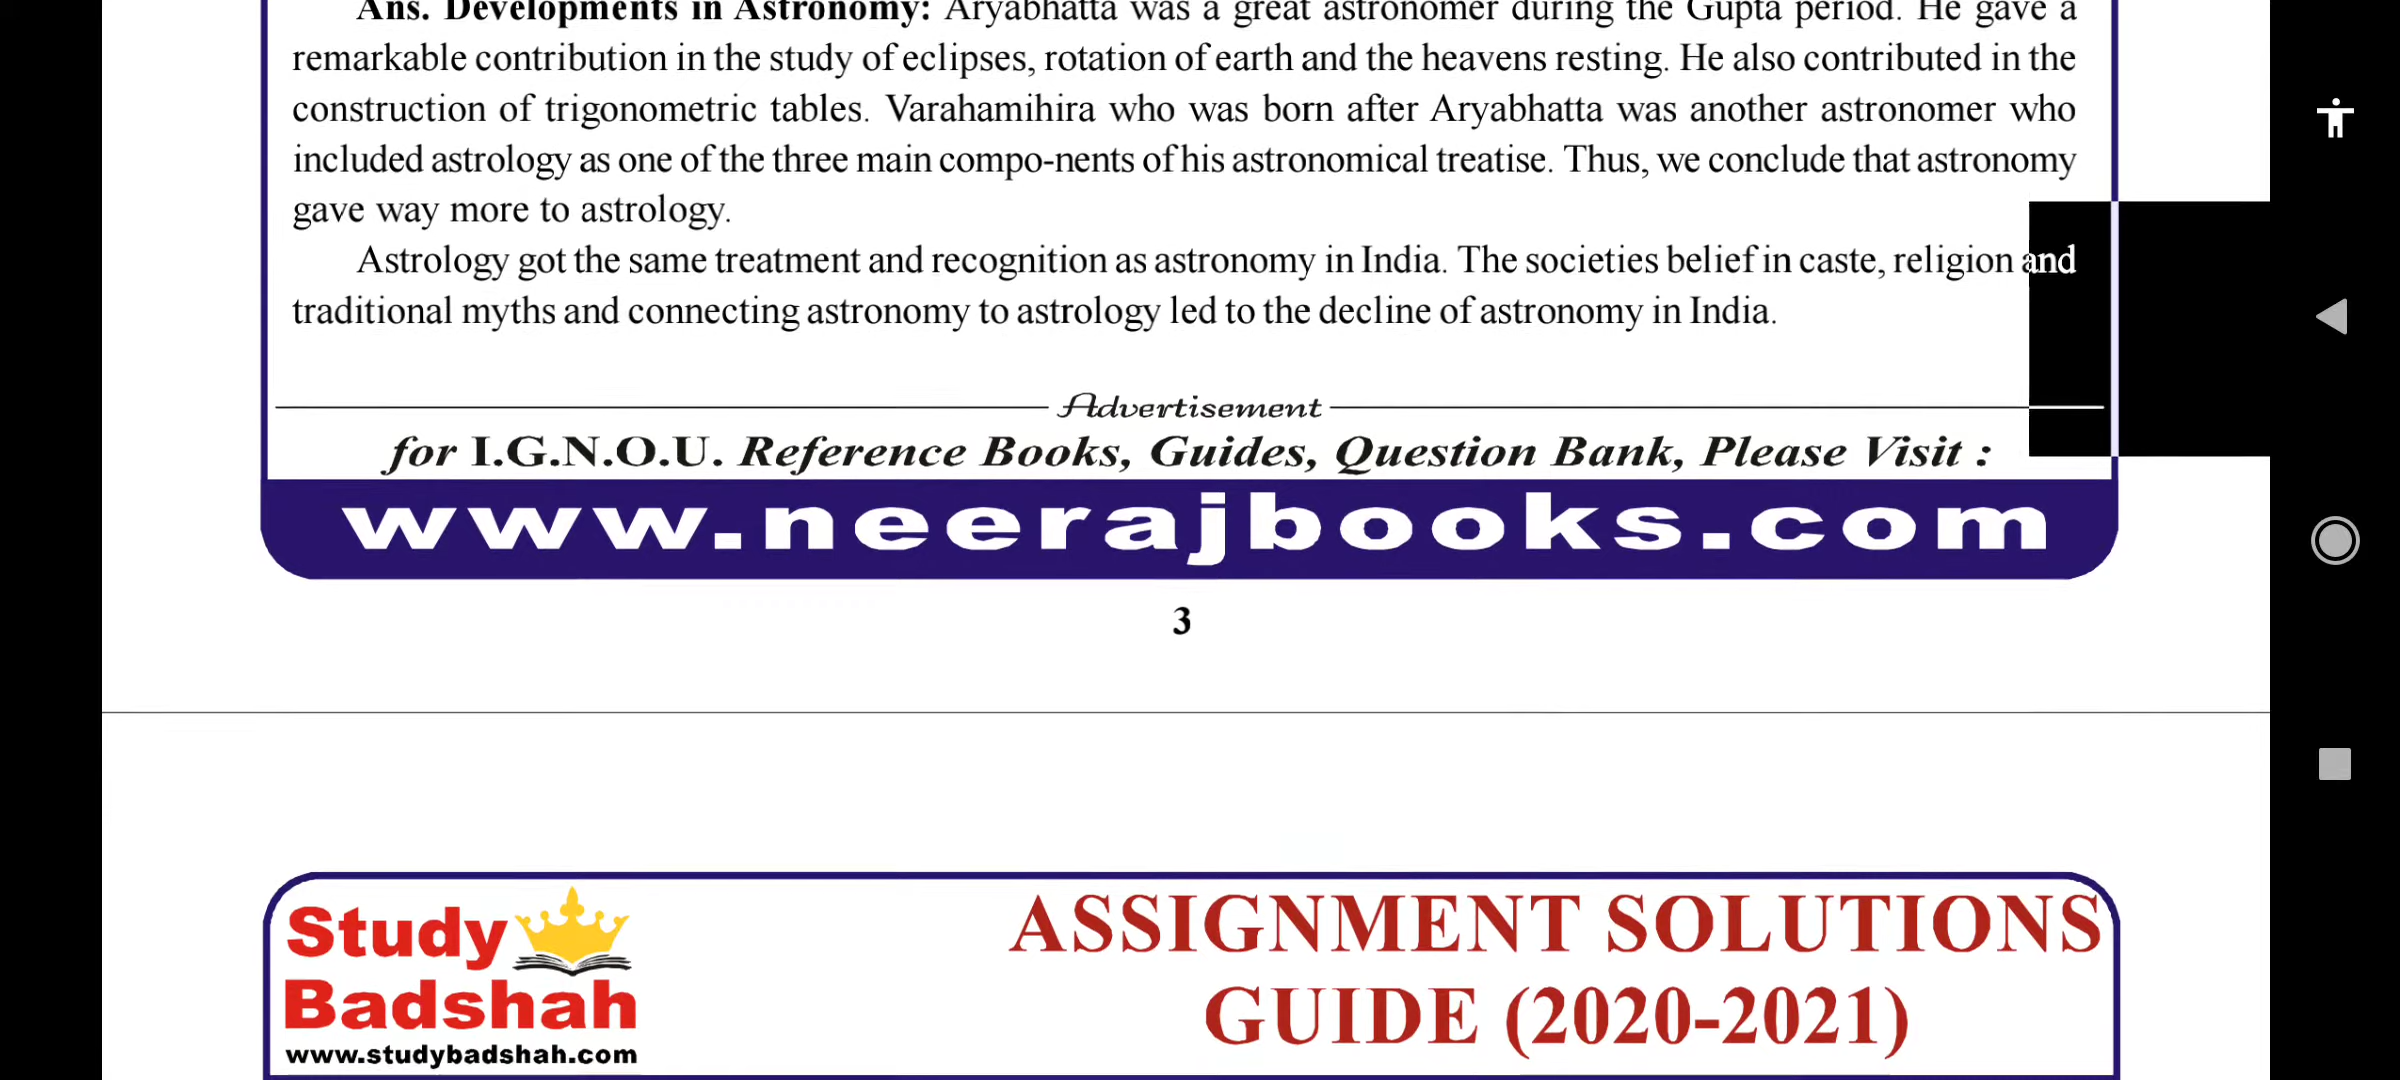 Ans. Developments in Astronomy: Aryabhatta was a great astronomer during the Gupta period. He gave a
remarkable contribution in the study of eclipses, rotation of earth and the heavens resting. He also contributed in the
construction of trigonometric tables. Varahamihira who was born after Aryabhatta was another astronomer who
included astrology as one of the three main compo-nents of his astronomical treatise. Thus, we conclude that astronomy
gave way more to astrology.
Astrology got the same treatment and recognition as astronomy in India. The societies belief in caste, religion and
traditional myths and connecting astronomy to astrology led to the decline of astronomy in India.
Advertisement
for I.G.N.O.U. Reference Books, Guides, Question Bank, Please Visit :
www.neerajbooks.com
3
Study
Badshah
www.studybadshah.com
ASSIGNMENT SOLUTIONS
GUIDE (2020-2021)